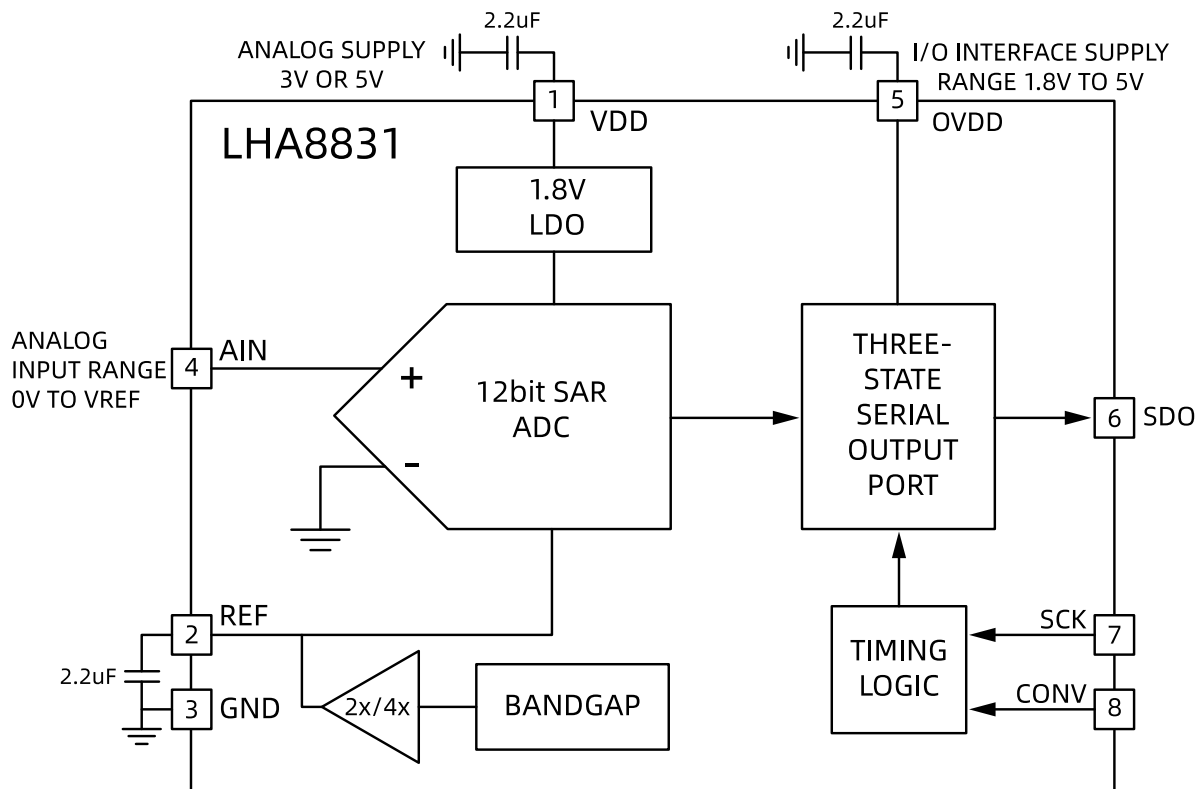 2.2uF
2.2uF
ANALOG SUPPLY
3V OR 5V
I/O INTERFACE SUPPLY
RANGE 1.8V TO 5V
1
VDD
5
OVDD
LHA8831
1.8V
LDO
ANALOG
INPUT RANGE
0V TO VREF
4
AIN
+
-
12bit SAR
ADC
THREE-
STATE
SERIAL
OUTPUT
PORT
6
SDO
2
REF
2.2uF
3
GND
2x/4x
BANDGAP
TIMING
LOGIC
SCK
7
CONV
8